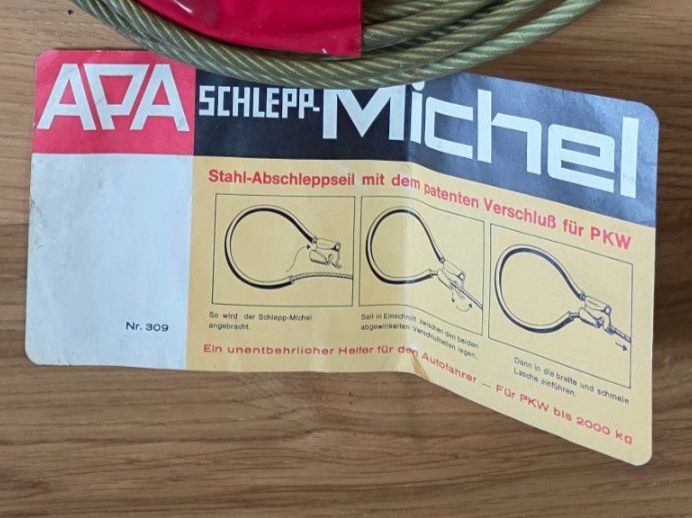 APA SCHLEPP-Michel
Stahl-Abschleppseil mit dem patenten Verschluß für PKW
So wird der Schlepp-Michel
angebracht.
Seil in Einschnitt zwischen den beiden
abgewinkelten Verschlußteilen legen.
Dann in die breite und schmale
Lasche einführen.
Nr. 309
Ein unentbehrlicher Helfer für den Autofahrer — Für PKW bis 2000 kg